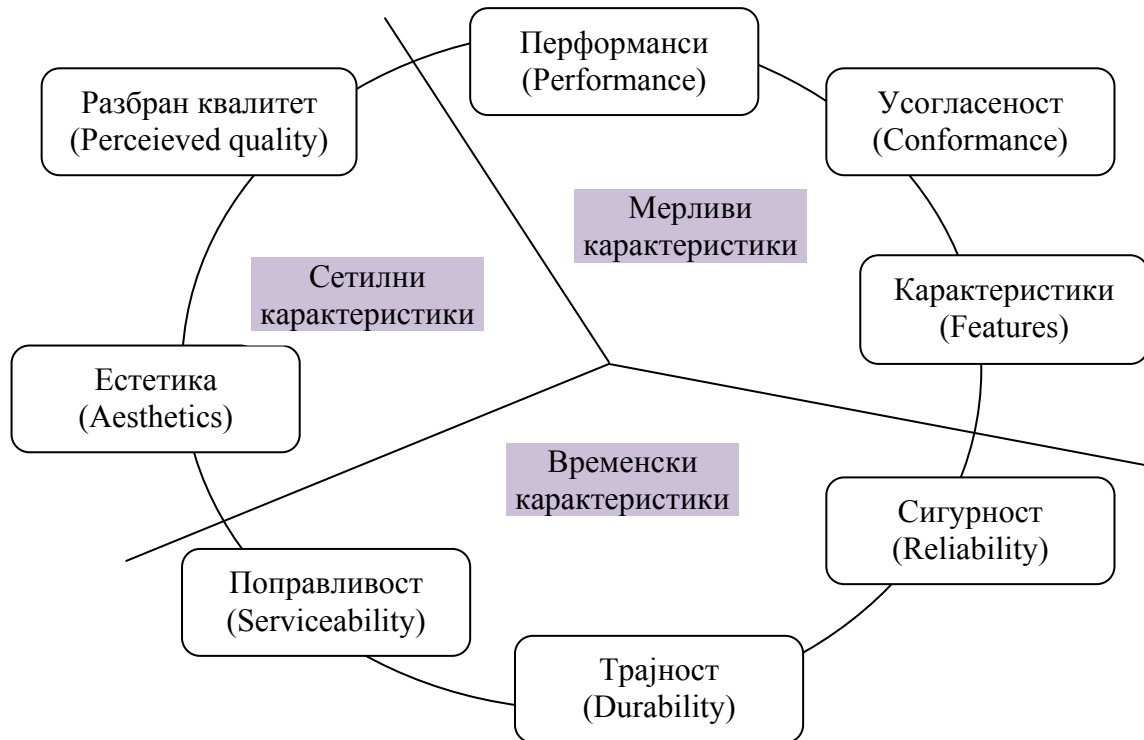 Перформанси
(Performance)
Разбран квалитет
(Perceieved quality)
Усогласеност
(Conformance)
Мерливи
карактеристики
Сетилни
карактеристики
Карактеристики
(Features)
Естетика
(Aesthetics)
Временски
карактеристики
Сигурност
(Reliability)
Поправливост
(Serviceability)
Трајност
(Durability)